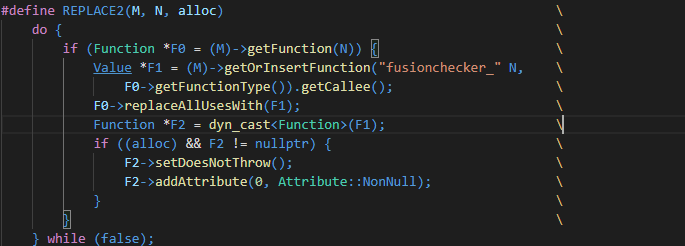 #define REPLACE2(M, N, alloc) \
do { \
if (Function *F0 = (M)->getFunction(N)) { \
Value *F1 = (M)->getOrInsertFunction("fusionchecker_" N, \
F0->getFunctionType()).getCallee(); \
F0->replaceAllUsesWith(F1); \
Function *F2 = dyn_cast<Function>(F1); \
if ((alloc) && F2 != nullptr) { \
F2->setDoesNotThrow(); \
F2->addAttribute(0, Attribute::NonNull); \
} \
} \
} while (false);